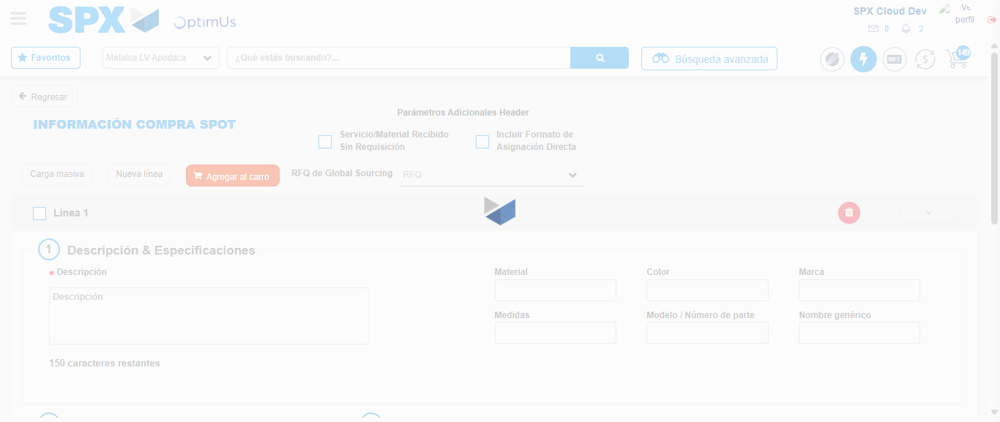 SPX OptimUs
SPX Cloud Dev
Ve perfil
0 2
Favoritos
Metalsa LV Apodaca
¿Qué estás buscando?...
Búsqueda avanzada
149
Regresar
INFORMACIÓN COMPRA SPOT
Parámetros Adicionales Header
Servicio/Material Recibido
Sin Requisición
Incluir Formato de
Asignación Directa
Carga masiva
Nueva línea
Agregar al carro
RFQ de Global Sourcing
RFQ
Linea 1
1 Descripción & Especificaciones
* Descripción
Descripción
150 caracteres restantes
Material
Color
Marca
Medidas
Modelo / Número de parte
Nombre genérico